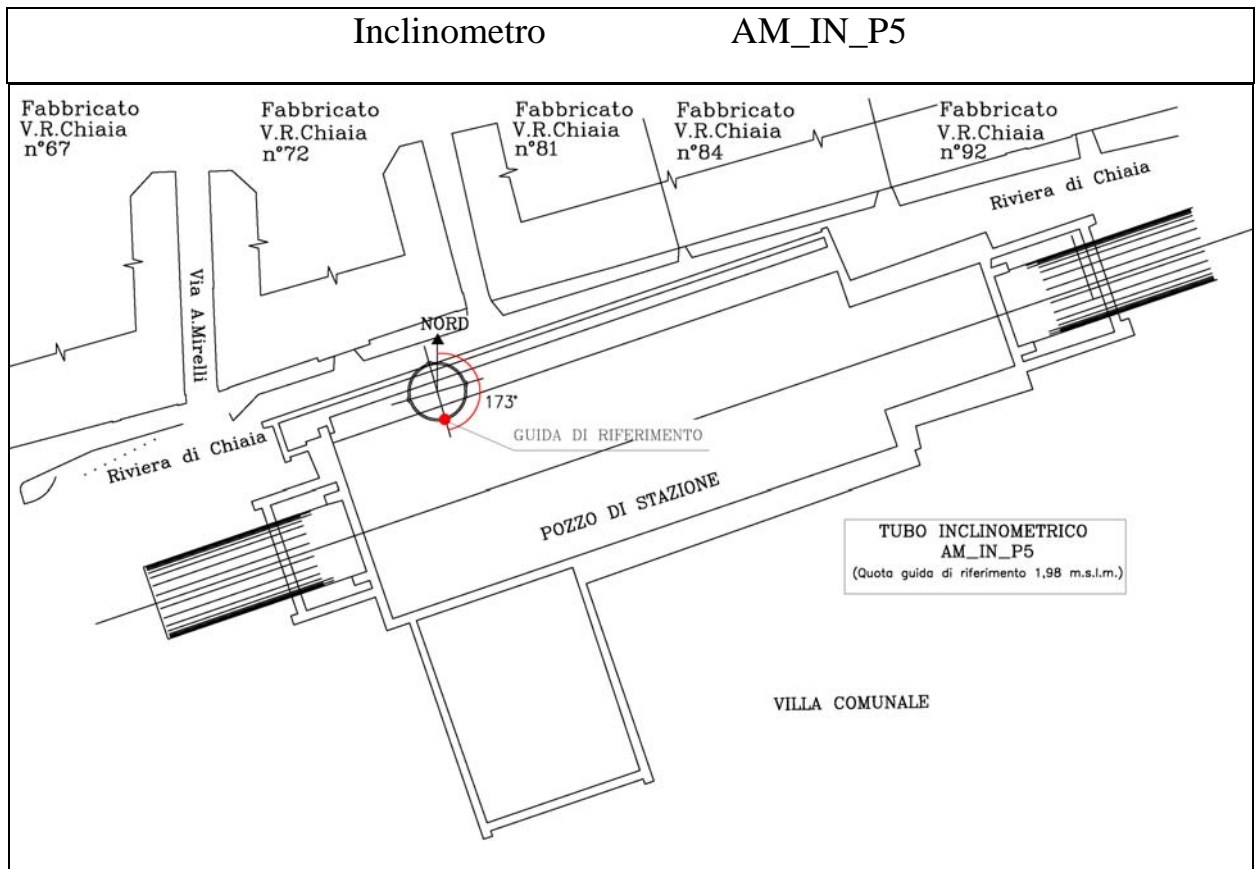 Inclinometro AM_IN_P5
Fabbricato
V.R.Chiaia
n°67
Fabbricato
V.R.Chiaia
n°72
Fabbricato
V.R.Chiaia
n°81
Fabbricato
V.R.Chiaia
n°84
Fabbricato
V.R.Chiaia
n°92
Riviera di Chiaia
Via A.Mirelli
NORD
173°
GUIDA DI RIFERIMENTO
Riviera di Chiaia
POZZO DI STAZIONE
TUBO INCLINOMETRICO
AM_IN_P5
(Quota guida di riferimento 1,98 m.s.l.m.)
VILLA COMUNALE